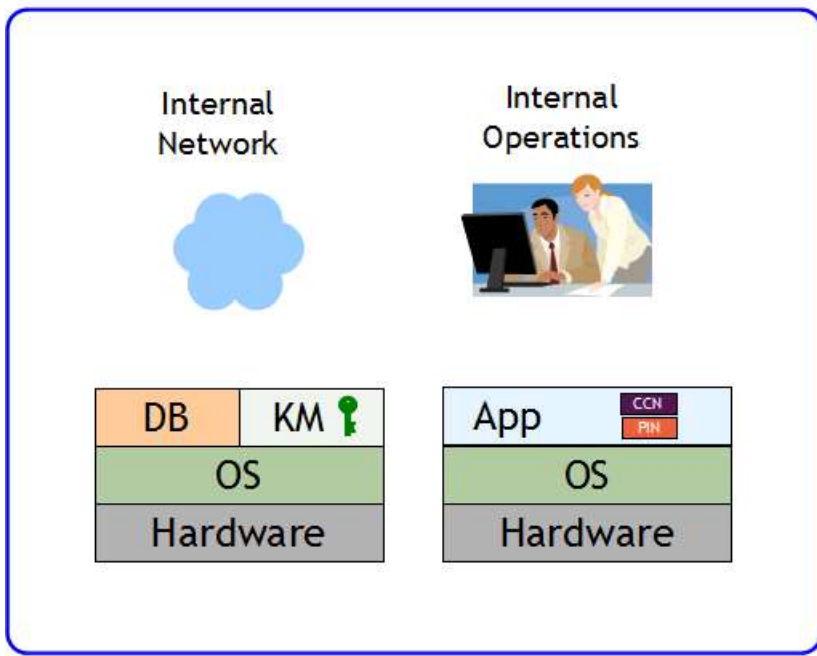 Internal
Network
Internal
Operations
DB
KM
App
CCN
PIN
OS
OS
Hardware
Hardware